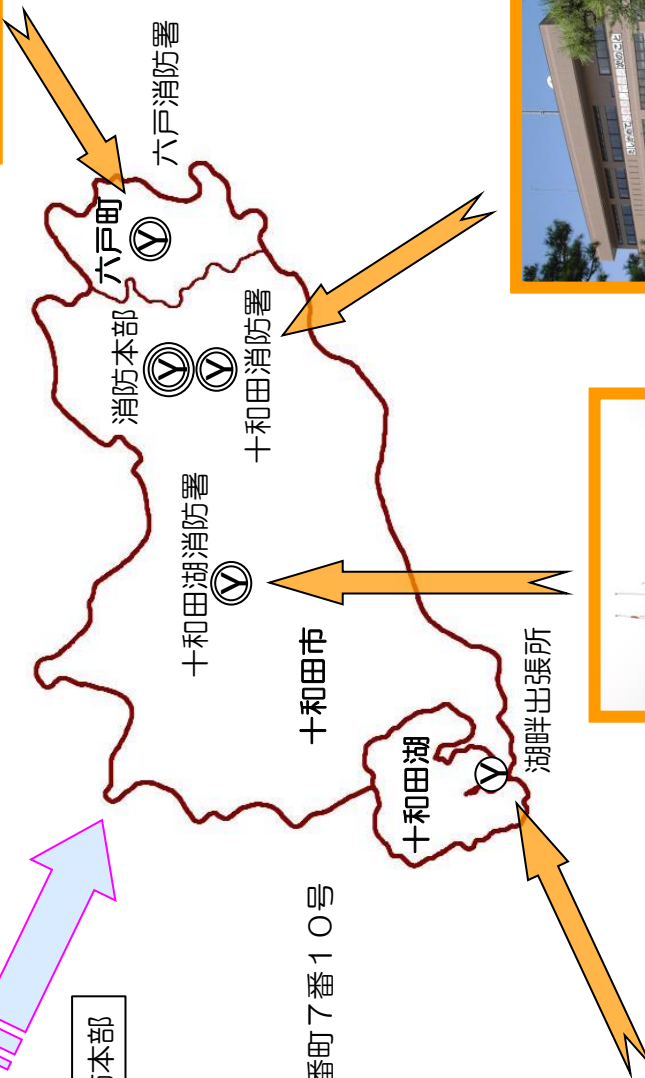 本部
六戸町
消防本部
六戸消防署
Y
Y
十和田湖消防署
Y
Y
十和田消防署
十和田市
番町７番１０号
十和田湖
Y
湖畔出張所